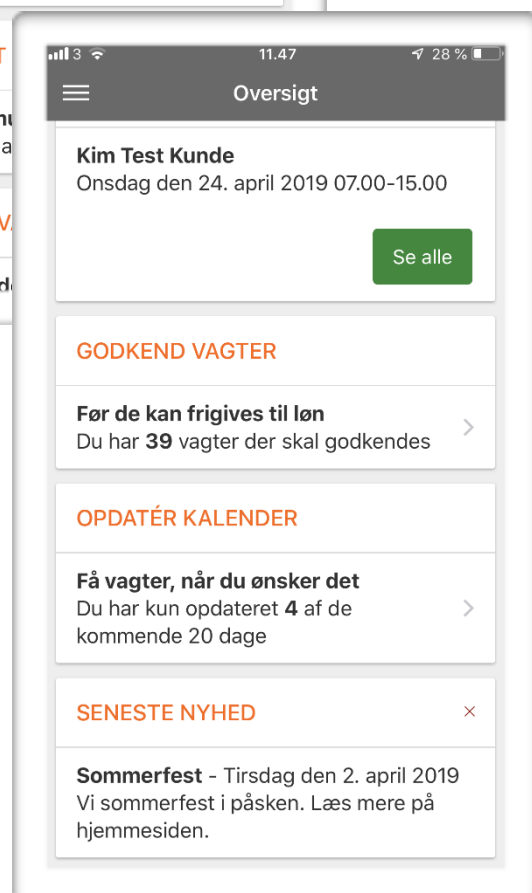 3 11.47 28 %
Oversigt
Kim Test Kunde
Onsdag den 24. april 2019 07.00-15.00
Se alle
GODKEND VAGTER
Før de kan frigives til løn
Du har 39 vagter der skal godkendes
OPDATÉR KALENDER
Få vagter, når du ønsker det
Du har kun opdateret 4 af de
kommende 20 dage
SENESTE NYHED
Sommerfest - Tirsdag den 2. april 2019
Vi sommerfest i påsken. Læs mere på
hjemmesiden.